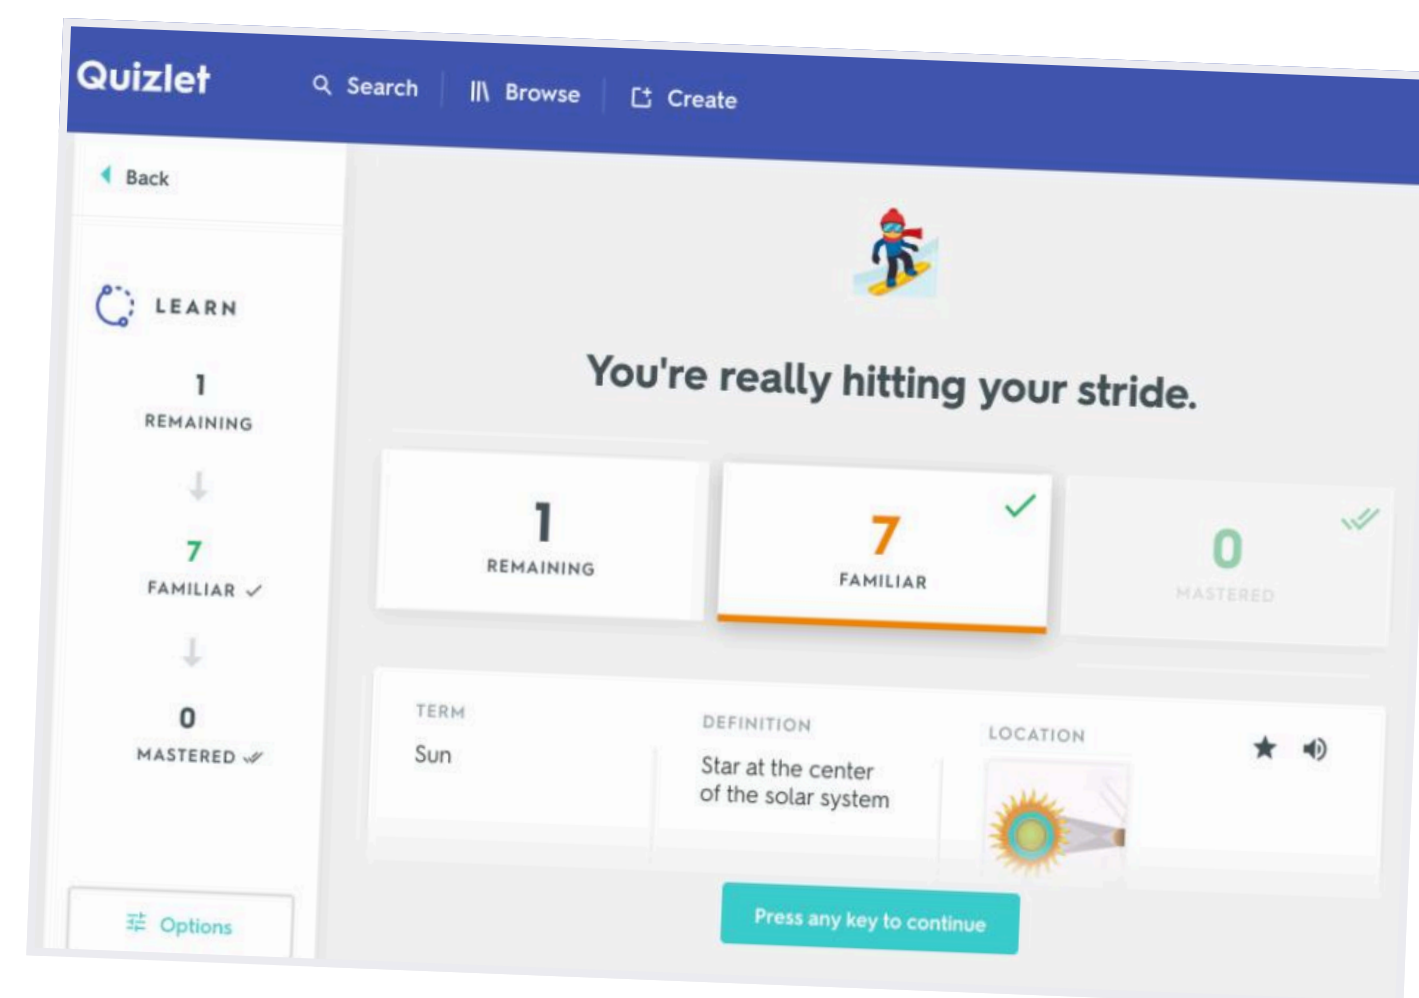 Quizlet
Search
Browse
Create
Back
LEARN
1
REMAINING
7
FAMILIAR
0
MASTERED
Options
You're really hitting your stride.
1
REMAINING
7
FAMILIAR
0
MASTERED
TERM
Sun
DEFINITION
Star at the center
of the solar system
LOCATION
Press any key to continue